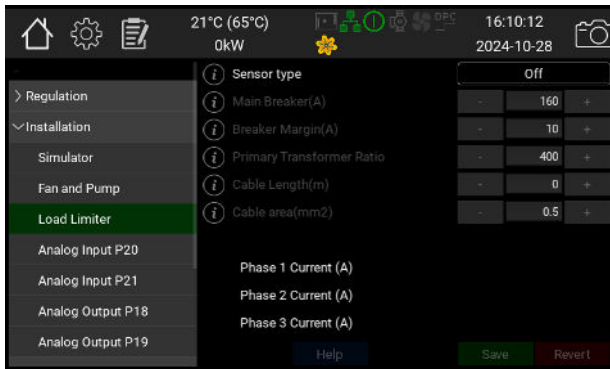 21°C (65°C)
0kW
DPC
16:10:12
2024-10-28
Sensor type
Off
Regulation
Main Breaker(A)
-
160
+
Installation
Breaker Margin(A)
-
10
+
Simulator
Primary Transformer Ratio
-
400
+
Fan and Pump
Cable Length(m)
-
0
+
Load Limiter
Cable area(mm2)
-
0.5
+
Analog Input P20
Phase 1 Current (A)
Analog Input P21
Phase 2 Current (A)
Analog Output P18
Phase 3 Current (A)
Analog Output P19
Help
Save
Revert